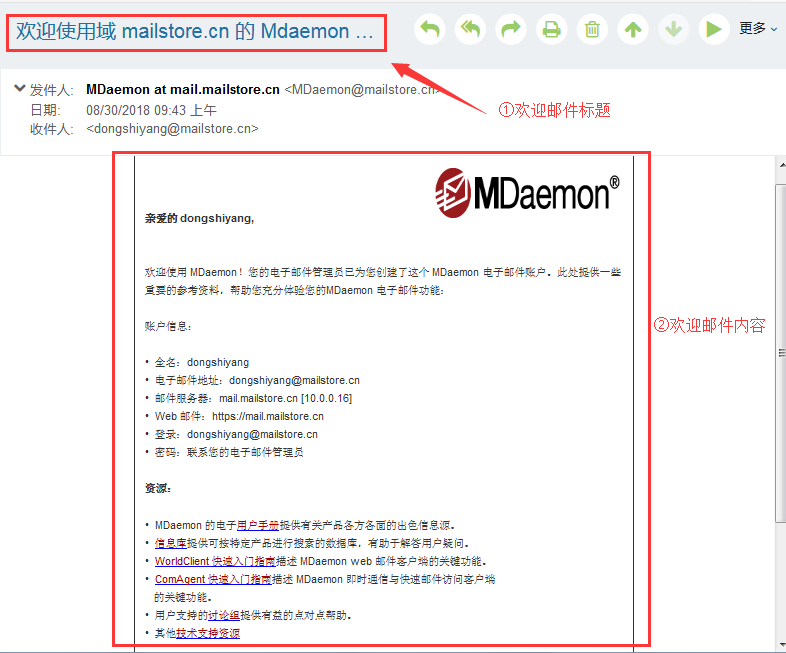 欢迎使用域 mailstore.cn 的 Mdaemon ...
更多
发件人: MDaemon at mail.mailstore.cn <MDaemon@mailstore.cn>
日期: 08/30/2018 09:43 上午
收件人: <dongshiyang@mailstore.cn>
①欢迎邮件标题
MDaemon®
亲爱的 dongshiyang,
欢迎使用 MDaemon！您的电子邮件管理员已为您创建了这个 MDaemon 电子邮件账户。此处提供一些
重要的参考资料，帮助您充分体验您的MDaemon 电子邮件功能：
②欢迎邮件内容
账户信息：
• 全名：dongshiyang
• 电子邮件地址：dongshiyang@mailstore.cn
• 邮件服务器：mail.mailstore.cn [10.0.0.16]
• Web 邮件：https://mail.mailstore.cn
• 登录：dongshiyang@mailstore.cn
• 密码：联系您的电子邮件管理员
资源：
• MDaemon 的电子用户手册提供有关产品各方各面的出色信息源。
• 信息库提供可按特定产品进行搜素的数据库，有助于解答用户疑问。
• WorldClient 快速入门指南描述 MDaemon web 邮件客户端的关键功能。
• ComAgent 快速入门指南描述 MDaemon 即时通信与快速邮件访问客户端
的关键功能。
• 用户支持的讨论组提供有益的点对点帮助。
• 其他技术支持资源